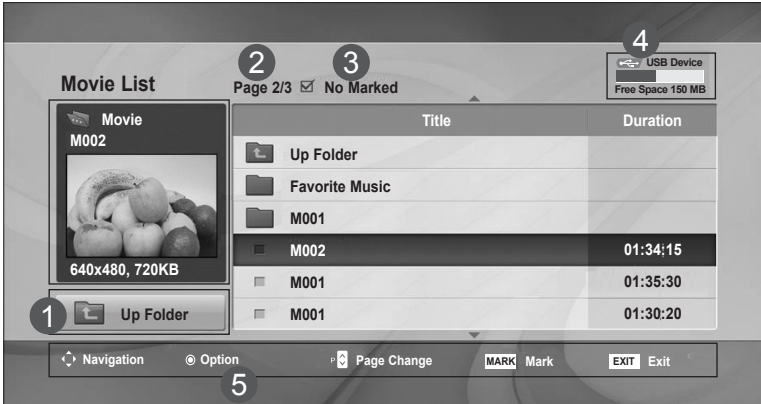 2
3
4
USB Device
Movie List
Page 2/3
No Marked
Free Space 150 MB
Movie
M002
640x480, 720KB
1
Up Folder
Title Duration
Up Folder
Favorite Music
M001
M002 01:34:15
M001 01:35:30
M001 01:30:20
Navigation
Option
P Page Change
MARK Mark
EXIT Exit
5